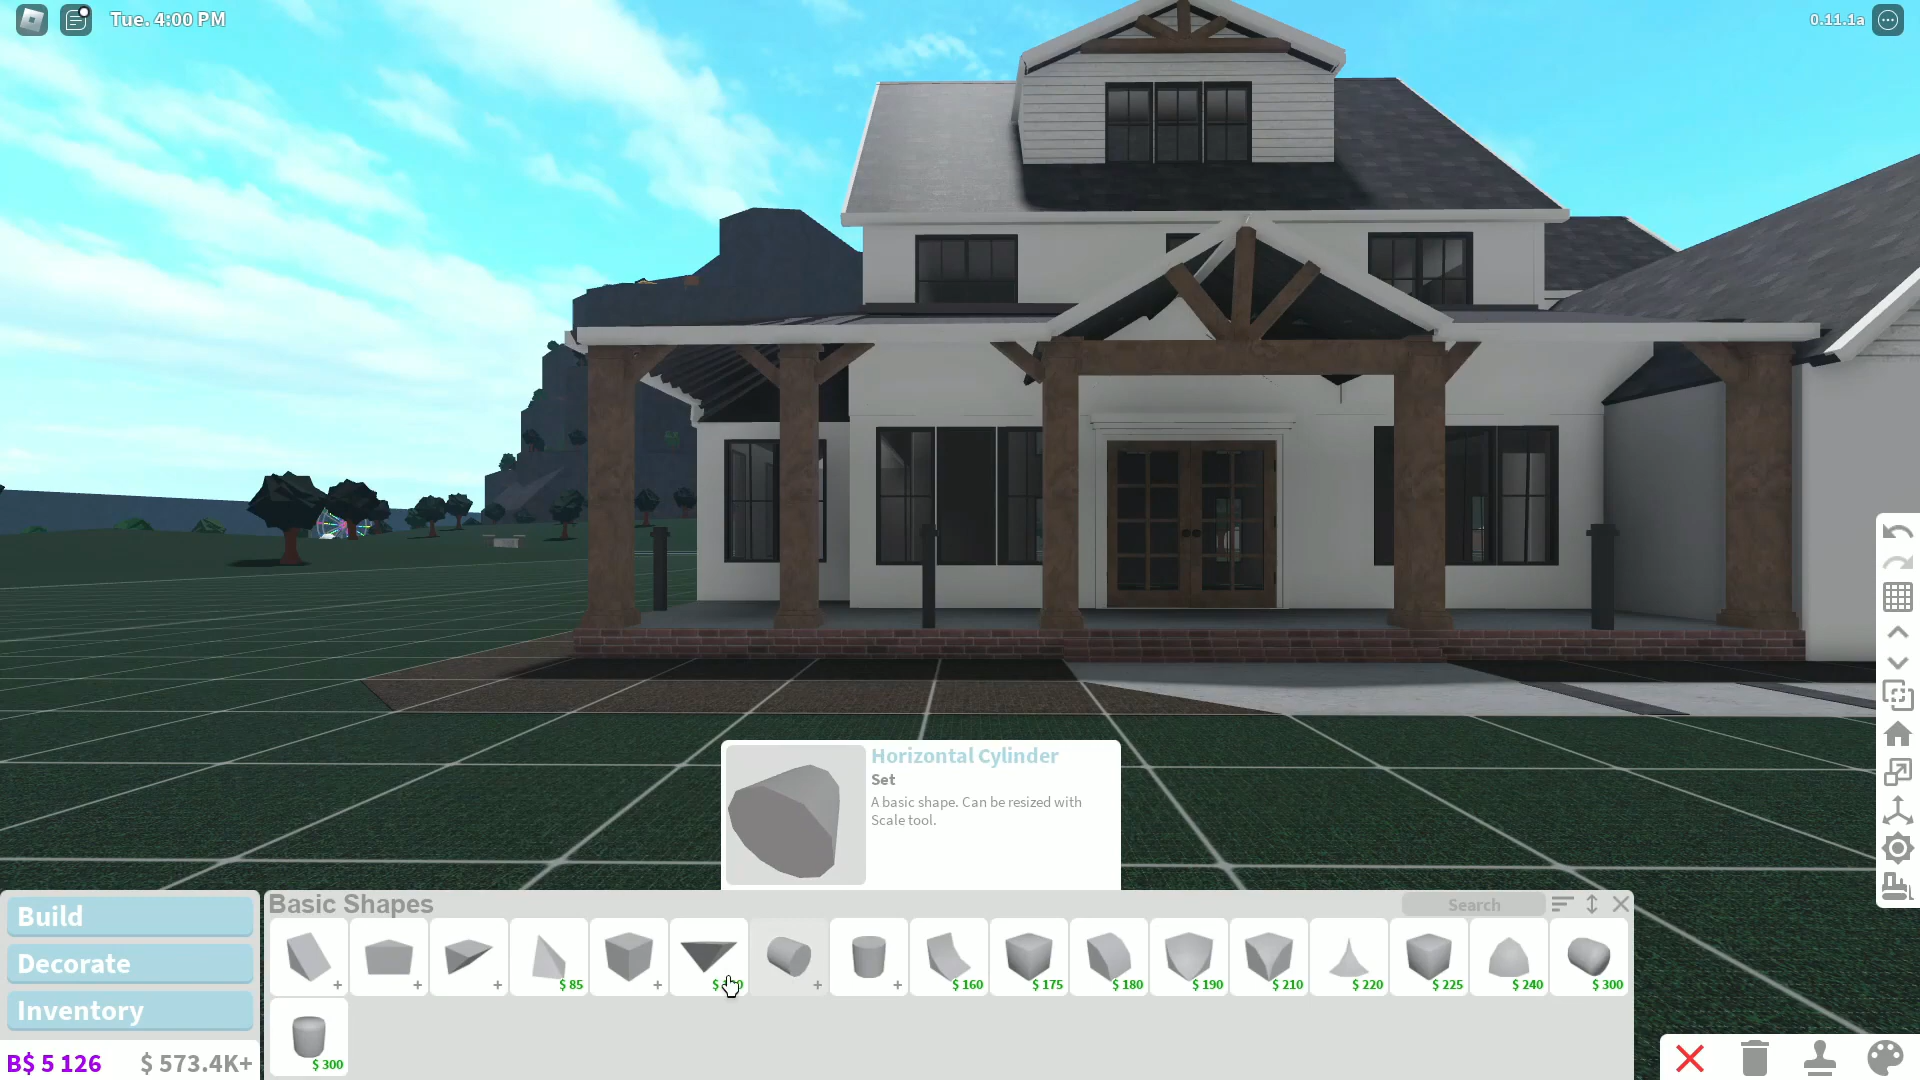 Tue. 4:00 PM
0.11.1a
Horizontal Cylinder
Set
A basic shape. Can be resized with
Scale tool.
Build
Decorate
Inventory
B$ 5 126
$ 573.4K+
Basic Shapes
Search
+
+
+
$ 85
+
+
+
$ 160
$ 175
$ 180
$ 190
$ 210
$ 220
$ 225
$ 240
$ 300
$ 300